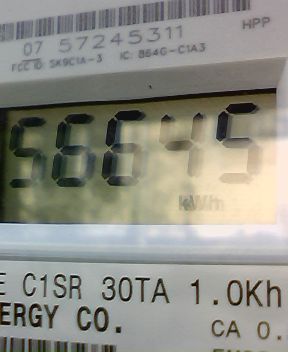 HPP
07 57245311
FCC ID: SK9C1A-3 IC: 864G-C1A3
56645
kWh
E C1SR 30TA 1.0Kh
ERGY CO.
CA 0.